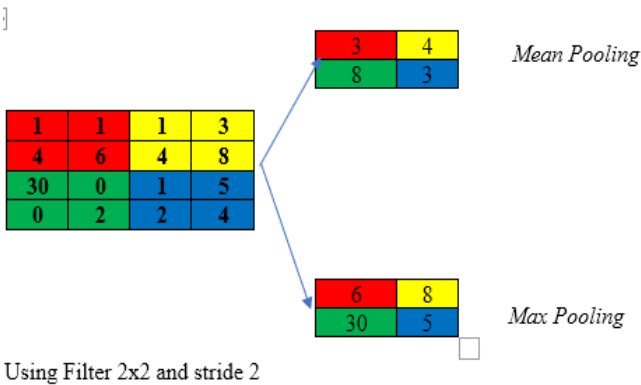 3 4
8 3
Mean Pooling
1 1 1 3
4 6 4 8
30 0 1 5
0 2 2 4
6 8
30 5
Max Pooling
Using Filter 2x2 and stride 2